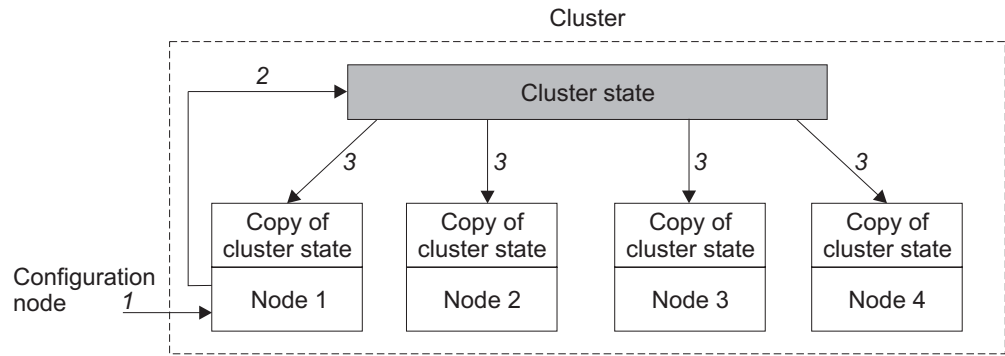 Cluster
2
Cluster state
3 3 3 3
Copy of
cluster state
Copy of
cluster state
Copy of
cluster state
Copy of
cluster state
Configuration
node
1
Node 1
Node 2
Node 3
Node 4